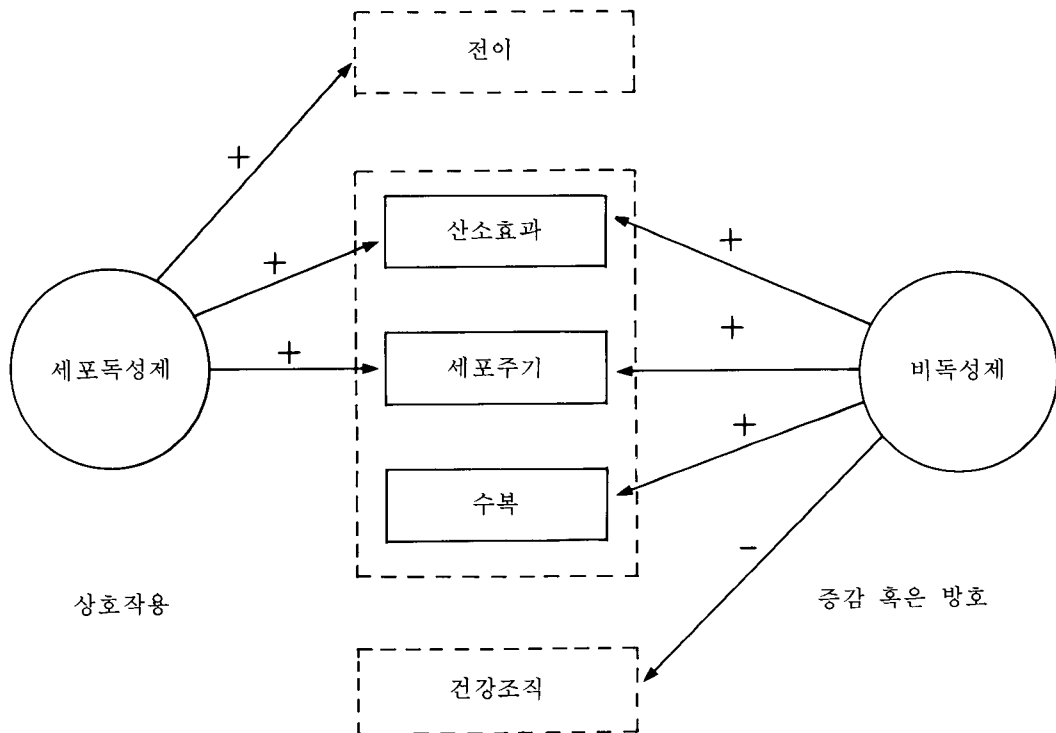 전이
+
산소효과
+
+
세포독성제
+
세포주기
+
비독성제
+
수복
-
상호작용
증감 혹은 방호
건강조직